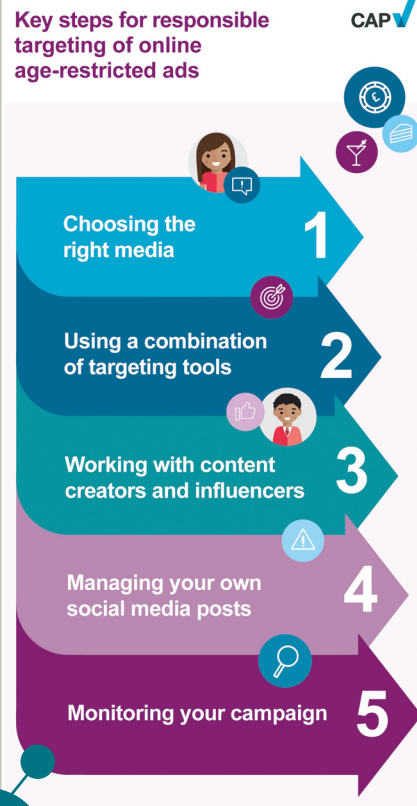 Key steps for responsible
targeting of online
age-restricted ads
CAP
£
Choosing the
right media
1
Using a combination
of targeting tools
2
Working with content
creators and influencers
3
Managing your own
social media posts
4
Monitoring your campaign
5